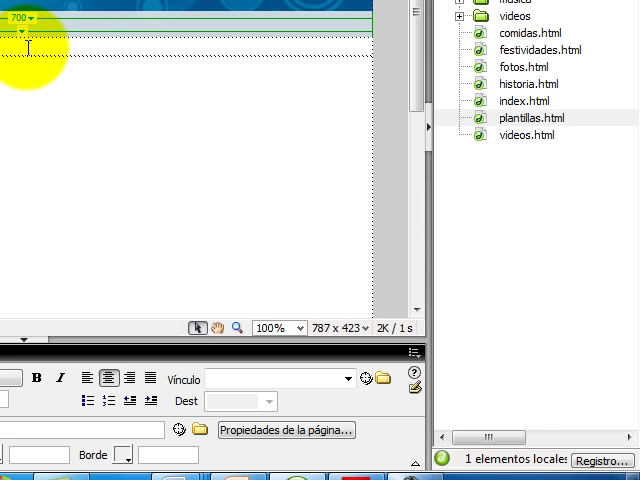 700
musica
videos
comidas.html
festividades.html
fotos.html
historia.html
index.html
plantillas.html
videos.html
100% 787 x 423 2K / 1 s
B I Vínculo
Dest
Propiedades de la página...
Borde
1 elementos locales Registro...